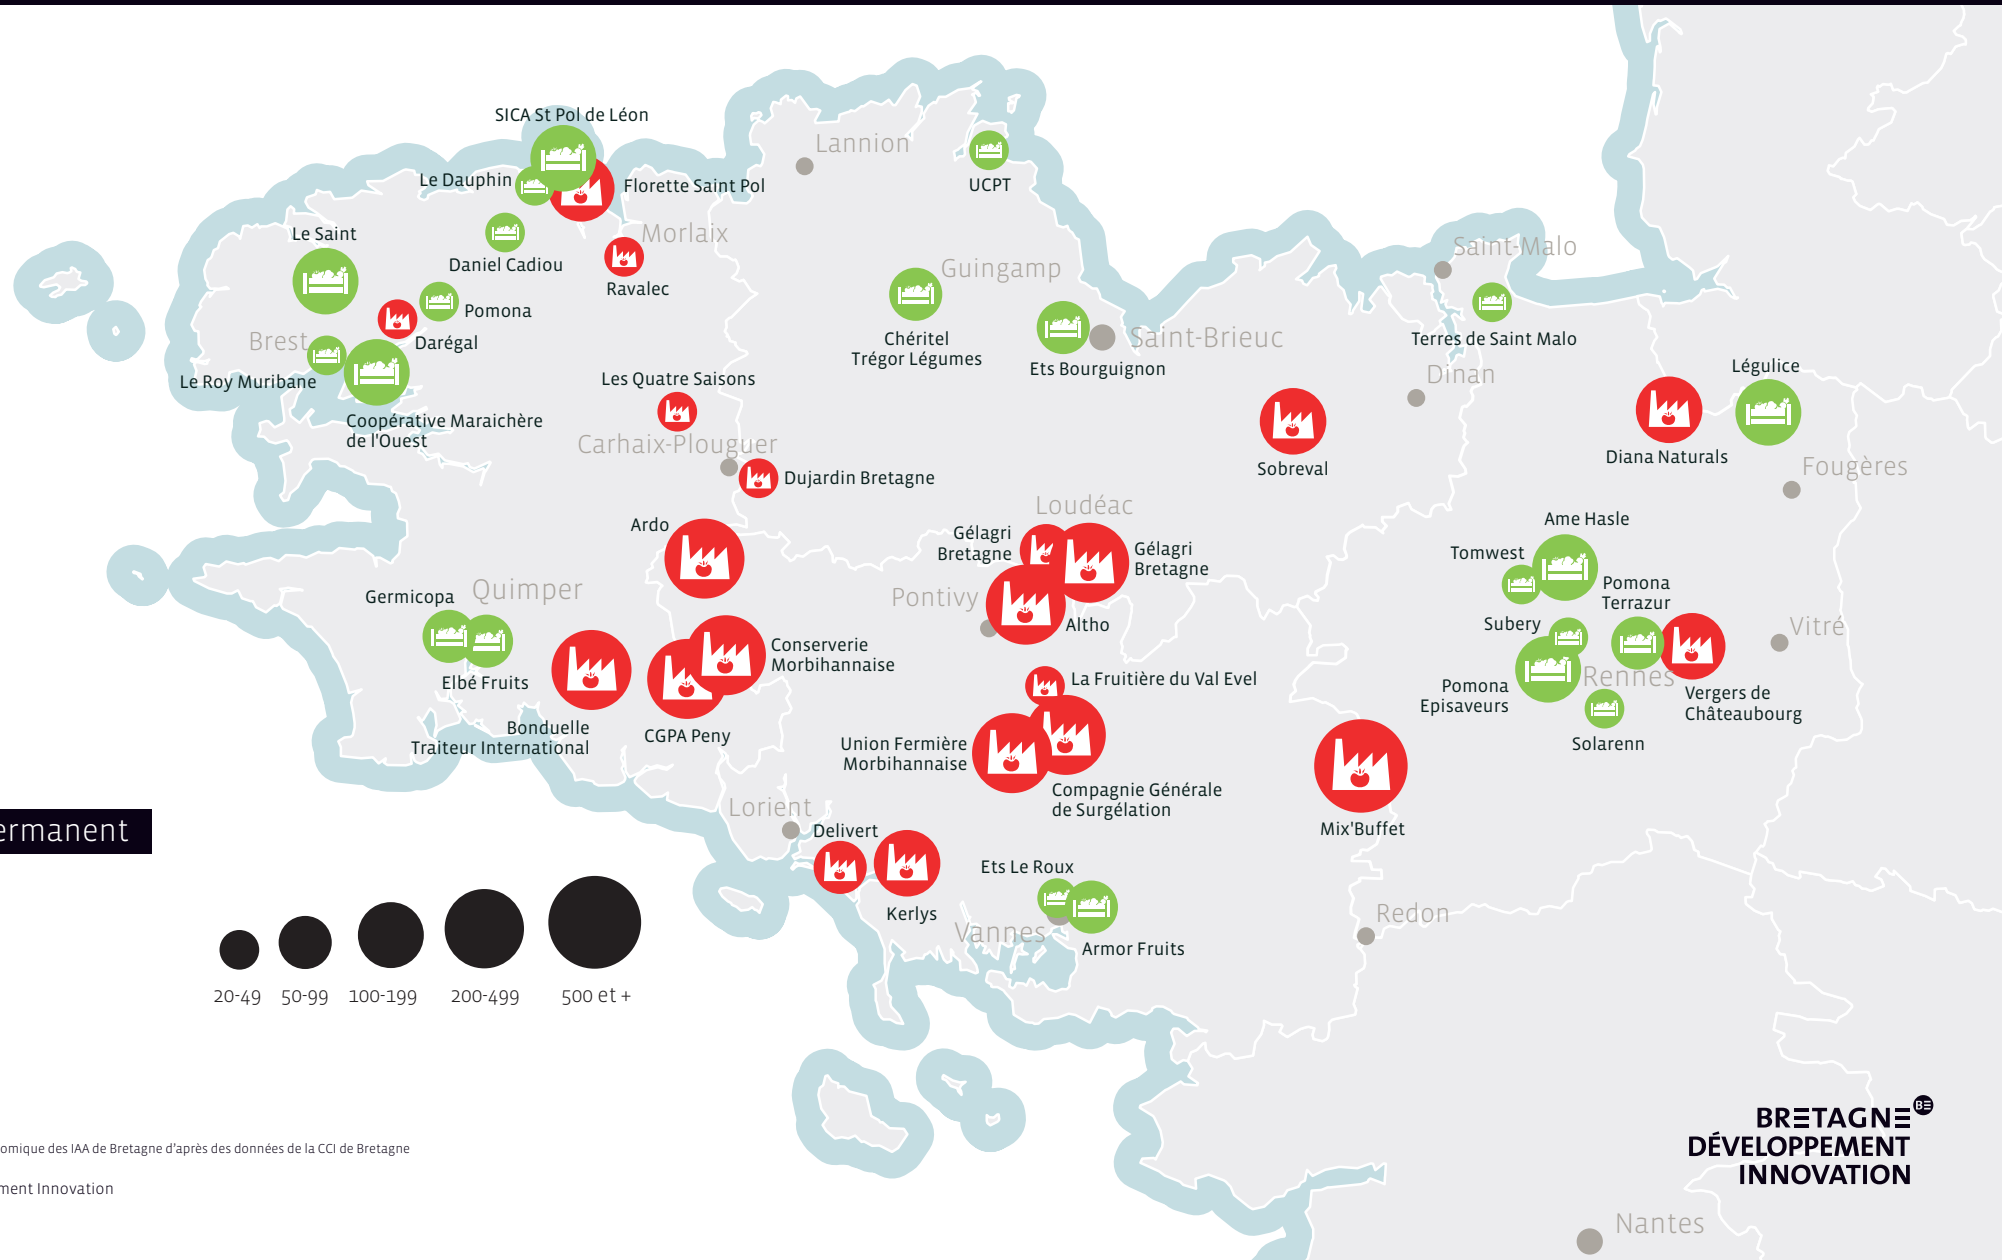 SICA St Pol de Léon
Le Dauphin
Florette Saint Pol
Lannion
UCPT
Le Saint
Daniel Cadiou
Morlaix
Ravalec
Pomona
Darégal
Brest
Le Roy Muribane
Coopérative Maraichère
de l'Ouest
Guingamp
Chéritel
Trégor Légumes
Saint-Brieuc
Ets Bourguignon
Saint-Malo
Terres de Saint Malo
Dinan
Légulice
Diana Naturals
Fougères
Les Quatre Saisons
Carhaix-Plouguer
Dujardin Bretagne
Sobreval
Ardo
Loudéac
Gélagri
Bretagne
Gélagri
Bretagne
Pontivy
Altho
Ame Hasle
Tomwest
Pomona
Terrazur
Subery
Vitré
Rennes
Pomona
Episaveurs
Vergers de
Châteaubourg
Solarenn
Germicopa
Quimper
Elbé Fruits
Bonduelle
Traiteur International
CGPA Peny
Conserverie
Morbihannaise
La Fruitière du Val Evel
Union Fermière
Morbihannaise
Compagnie Générale
de Surgélation
Mix'Buffet
Lorient
Delivert
Kerlys
Ets Le Roux
Vannes
Armor Fruits
Redon
ermanent
20-49 50-99 100-199 200-499 500 et +
omique des IAA de Bretagne d'après des données de la CCI de Bretagne
ment Innovation
BRETAGNE
BE
DÉVELOPPEMENT
INNOVATION
Nantes